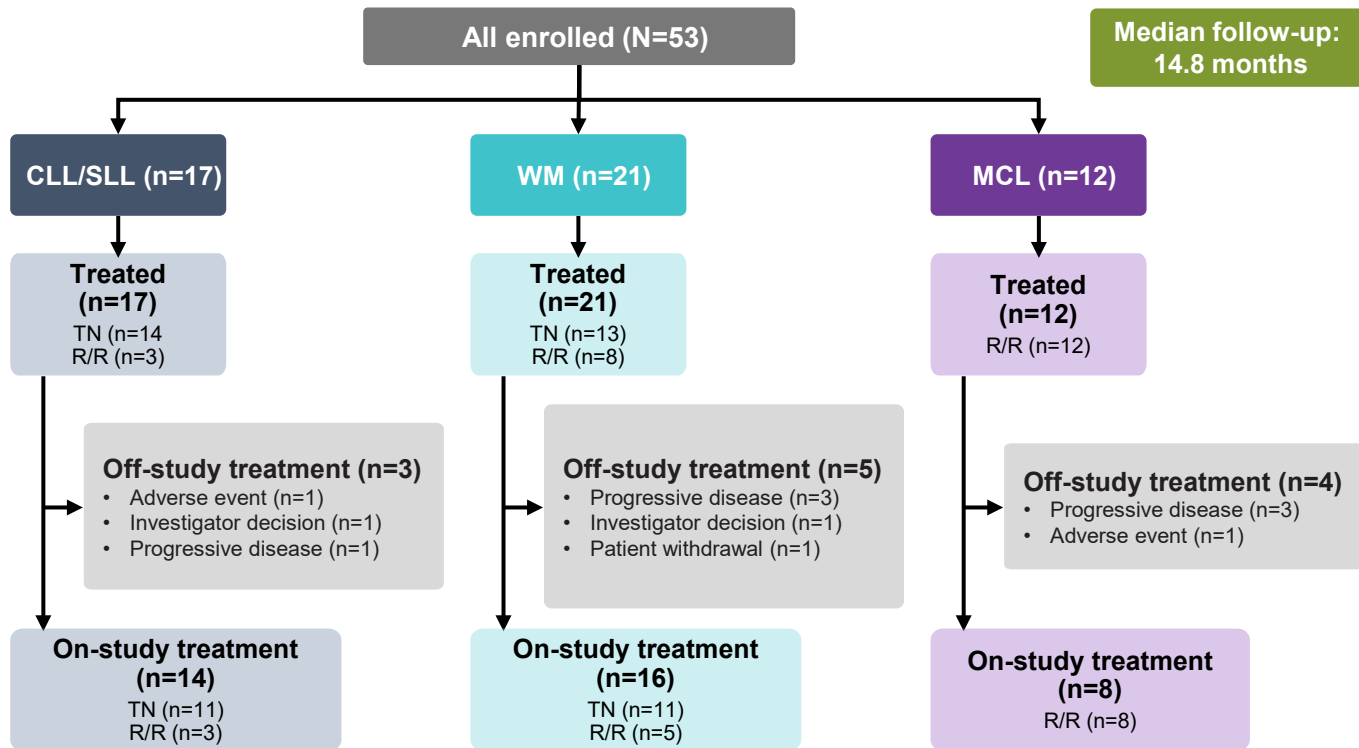 All enrolled (N=53)
Median follow-up:
14.8 months
CLL/SLL (n=17)
WM (n=21)
MCL (n=12)
Treated
(n=17)
TN (n=14
R/R (n=3)
Treated
(n=21)
TN (n=13)
R/R (n=8)
Treated
(n=12)
R/R (n=12)
Off-study treatment (n=3)
• Adverse event (n=1)
• Investigator decision (n=1)
• Progressive disease (n=1)
Off-study treatment (n=5)
• Progressive disease (n=3)
• Investigator decision (n=1)
• Patient withdrawal (n=1)
Off-study treatment (n=4)
• Progressive disease (n=3)
• Adverse event (n=1)
On-study treatment
(n=14)
TN (n=11)
R/R (n=3)
On-study treatment
(n=16)
TN (n=11)
R/R (n=5)
On-study treatment
(n=8)
R/R (n=8)